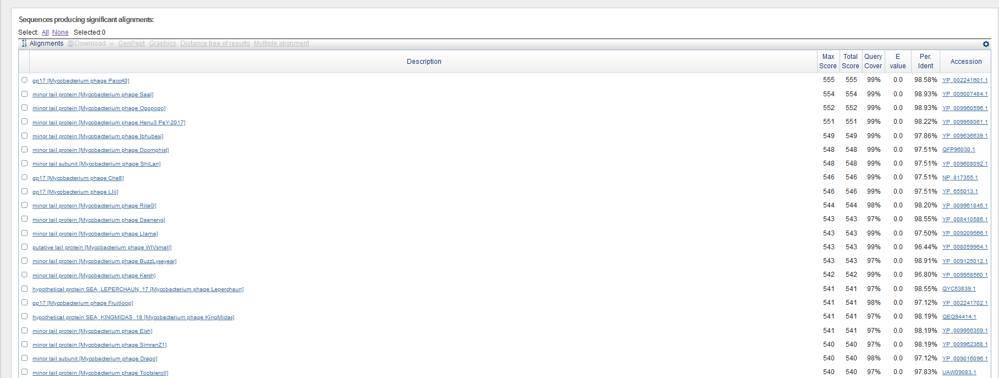 Sequences producing significant alignments:
Select: All None Selected:0
Alignments Download GenPept Graphics Distance tree of results Multiple alignment
Description Max Score Total Score Query Cover E value Per. Ident Accession
gp17 [Mycobacterium phage Pacc40] 555 555 99% 0.0 98.58% YP_002241601.1
minor tail protein [Mycobacterium phage Saal] 554 554 99% 0.0 98.93% YP_009007484.1
minor tail protein [Mycobacterium phage Ogopogo] 552 552 99% 0.0 98.93% YP_009960596.1
minor tail protein [Mycobacterium phage Henu3 PeY-2017] 551 551 99% 0.0 98.22% YP_009958061.1
minor tail protein [Mycobacterium phage Ibhubesi] 549 549 99% 0.0 97.86% YP_009636639.1
minor tail protein [Mycobacterium phage Doomphist] 548 548 99% 0.0 97.51% QFP96030.1
minor tail subunit [Mycobacterium phage ShiLan] 548 548 99% 0.0 97.51% YP_009608092.1
gp17 [Mycobacterium phage Che8] 546 546 99% 0.0 97.51% NP_817355.1
gp17 [Mycobacterium phage Llij] 546 546 99% 0.0 97.51% YP_655013.1
minor tail protein [Mycobacterium phage RitaG] 544 544 98% 0.0 98.20% YP_009961845.1
minor tail protein [Mycobacterium phage Daenerys] 543 543 97% 0.0 98.55% YP_008410586.1
minor tail protein [Mycobacterium phage Llama] 543 543 99% 0.0 97.50% YP_009209566.1
putative tail protein [Mycobacterium phage WIVsmall] 543 543 99% 0.0 96.44% YP_008059964.1
minor tail protein [Mycobacterium phage BuzzLyseyear] 543 543 97% 0.0 98.91% YP_009125012.1
minor tail protein [Mycobacterium phage Kersh] 542 542 99% 0.0 96.80% YP_009958560.1
hypothetical protein SEA_LEPERCHAUN_17 [Mycobacterium phage Leperchaun] 541 541 97% 0.0 98.55% QYC53839.1
gp17 [Mycobacterium phage Fruitloop] 541 541 98% 0.0 97.12% YP_002241702.1
hypothetical protein SEA_KINGMIDAS_18 [Mycobacterium phage KingMidas] 541 541 97% 0.0 98.19% QEQ94414.1
minor tail protein [Mycobacterium phage Eish] 541 541 97% 0.0 98.19% YP_009956359.1
minor tail protein [Mycobacterium phage SimranZ1] 540 540 97% 0.0 98.19% YP_009962368.1
minor tail subunit [Mycobacterium phage Drago] 540 540 98% 0.0 97.12% YP_009016096.1
minor tail protein [Mycobacterium phage Tootsieroll] 540 540 97% 0.0 97.83% UAW09083.1